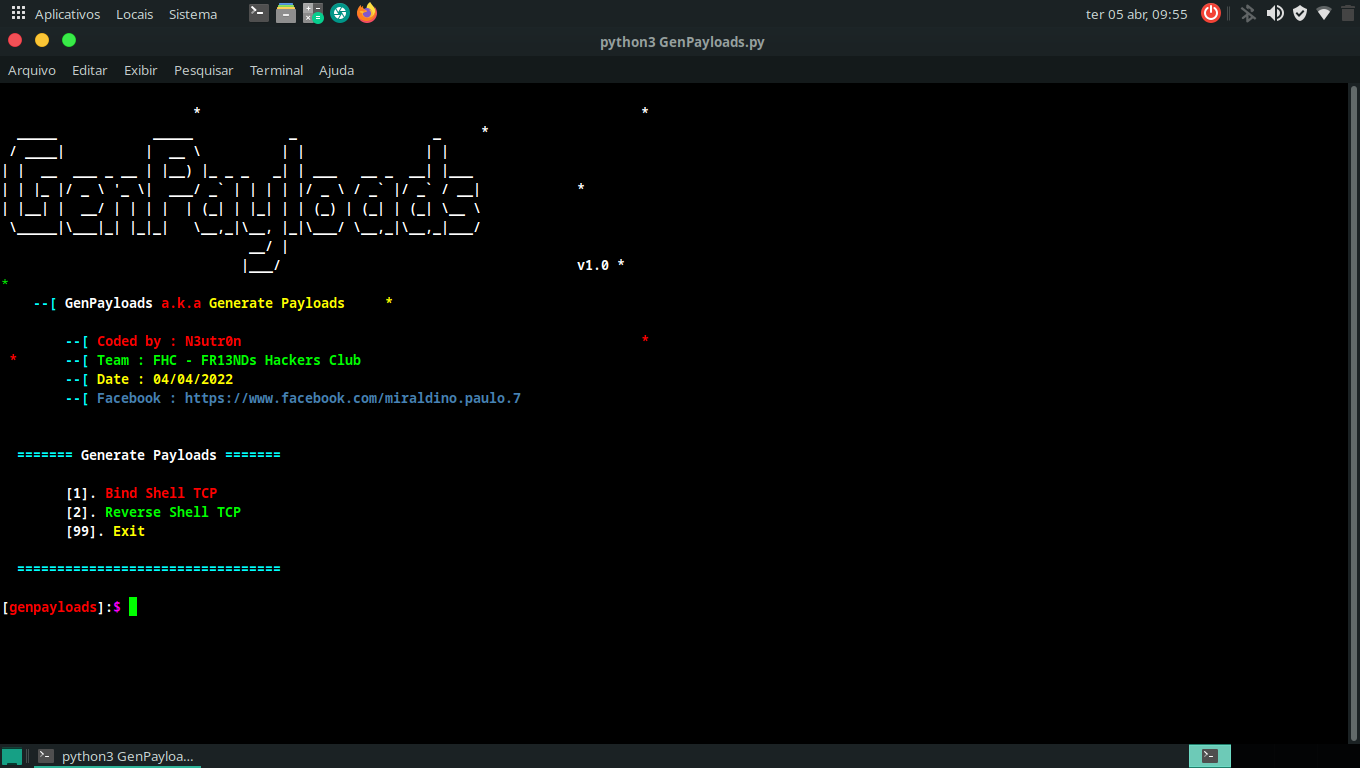 Aplicativos Locais Sistema ter 05 abr, 09:55
python3 GenPayloads.py
Arquivo Editar Exibir Pesquisar Terminal Ajuda
GenPayloads
v1.0 *
--[ GenPayloads a.k.a Generate Payloads *
--[ Coded by : N3utr0n *
* --[ Team : FHC - FR13NDs Hackers Club
--[ Date : 04/04/2022
--[ Facebook : https://www.facebook.com/miraldino.paulo.7
======= Generate Payloads =======
[1]. Bind Shell TCP
[2]. Reverse Shell TCP
[99]. Exit
=================================
[genpayloads]:$
python3 GenPayloa...